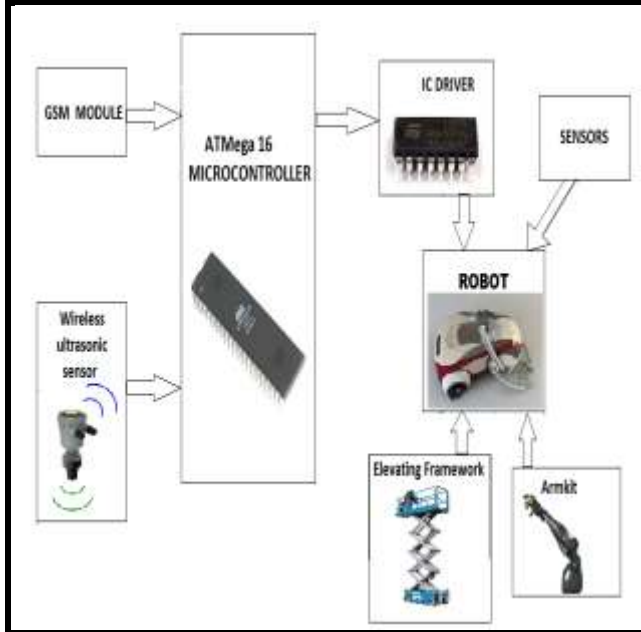 GSM MODULE
ATMega 16
MICROCONTROLLER
IC DRIVER
SENSORS
ROBOT
Wireless
ultrasonic
sensor
Elevating Framework
Armkit